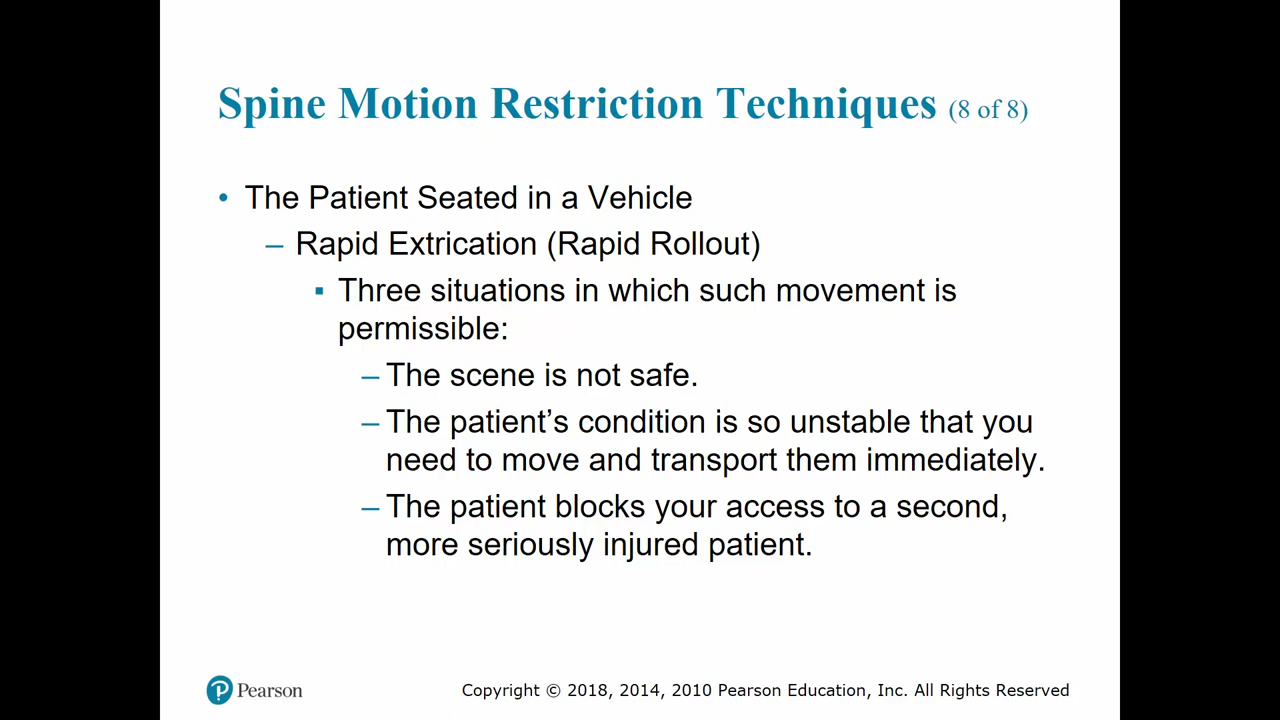 Spine Motion Restriction Techniques (8 of 8)
• The Patient Seated in a Vehicle
– Rapid Extrication (Rapid Rollout)
▪ Three situations in which such movement is
permissible:
– The scene is not safe.
– The patient’s condition is so unstable that you
need to move and transport them immediately.
– The patient blocks your access to a second,
more seriously injured patient.
P Pearson
Copyright © 2018, 2014, 2010 Pearson Education, Inc. All Rights Reserved